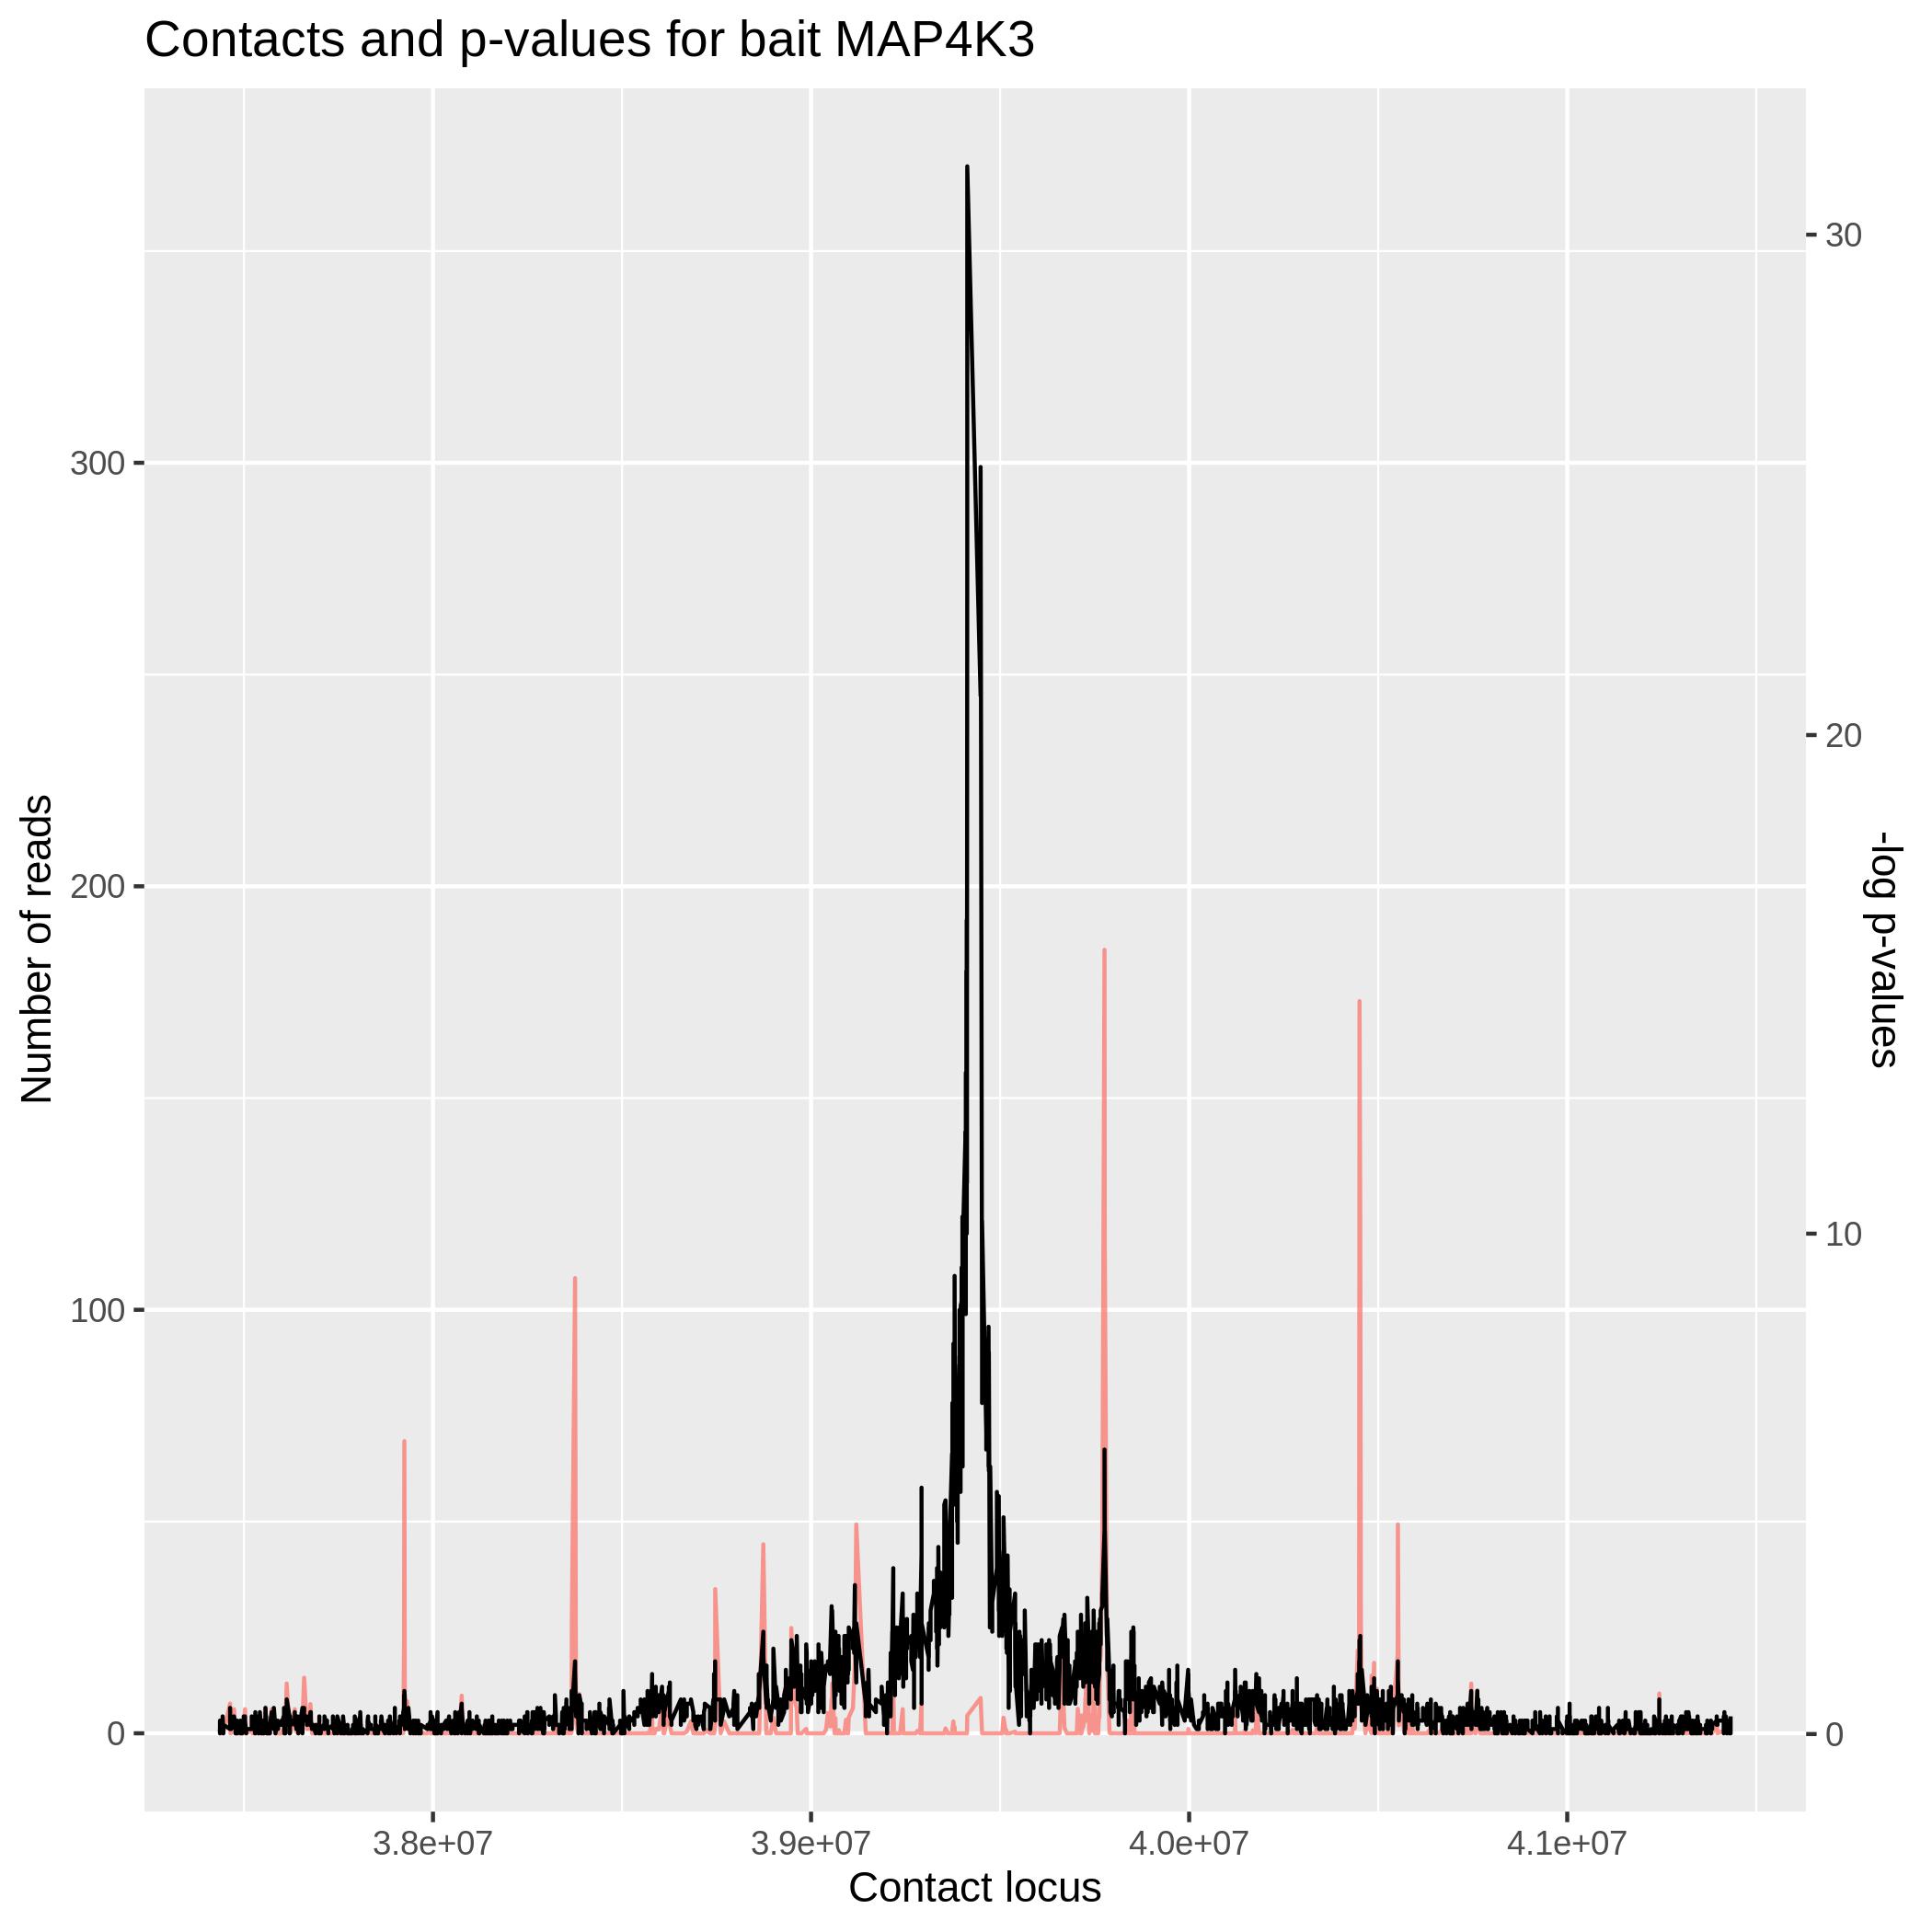 Contacts and p-values for bait MAP4K3
300
200
100
0
Number of reads
30
20
10
0
-log p-values
3.8e+07
3.9e+07
4.0e+07
4.1e+07
Contact locus